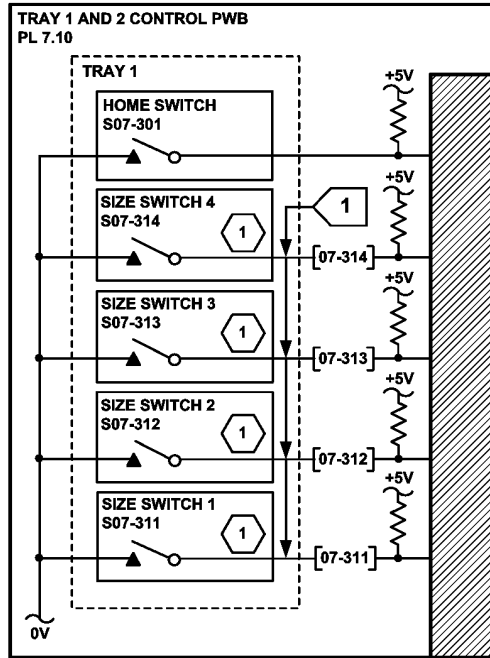 TRAY 1 AND 2 CONTROL PWB
PL 7.10
TRAY 1
HOME SWITCH
S07-301
+5V
SIZE SWITCH 4
S07-314
1
1
[07-314]
+5V
SIZE SWITCH 3
S07-313
1
[07-313]
+5V
SIZE SWITCH 2
S07-312
1
[07-312]
+5V
SIZE SWITCH 1
S07-311
1
[07-311]
+5V
0V